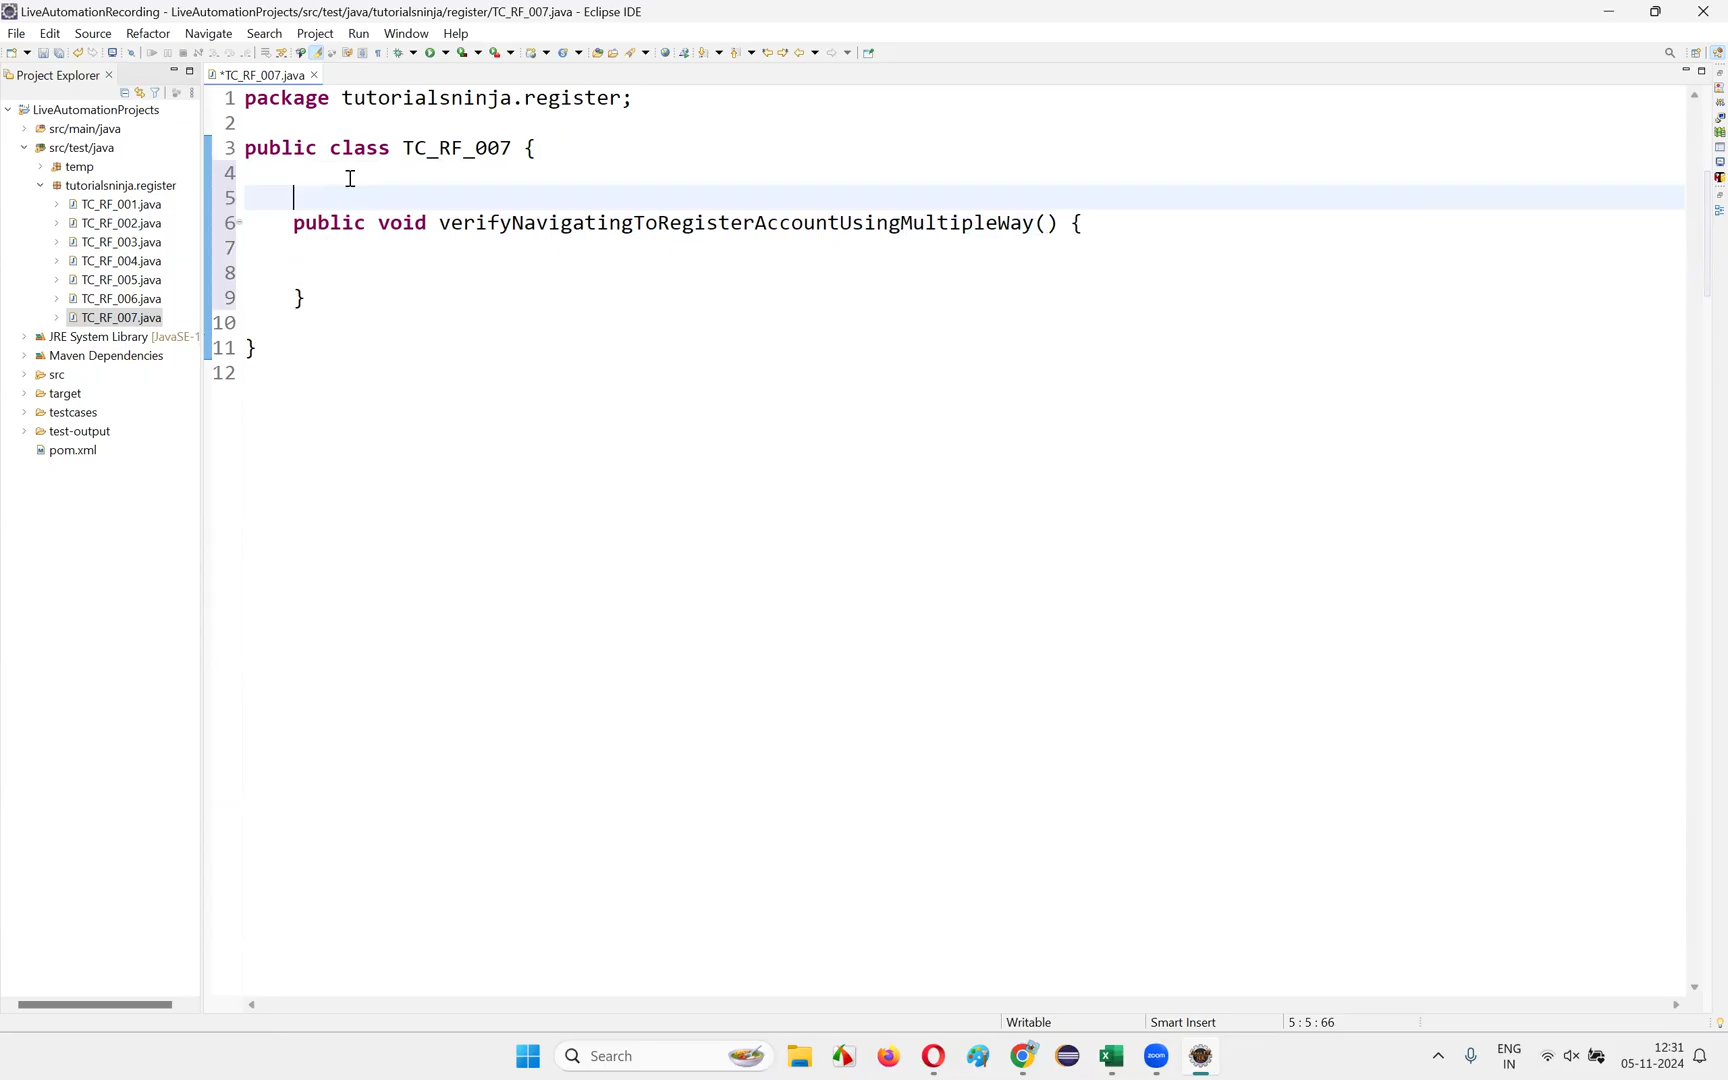 LiveAutomationRecording - LiveAutomationProjects/src/test/java/tutorialsninja/register/TC_RF_007.java - Eclipse IDE
File Edit Source Refactor Navigate Search Project Run Window Help
Project Explorer
*TC_RF_007.java
LiveAutomationProjects
src/main/java
src/test/java
temp
tutorialsninja.register
TC_RF_001.java
TC_RF_002.java
TC_RF_003.java
TC_RF_004.java
TC_RF_005.java
TC_RF_006.java
TC_RF_007.java
JRE System Library [JavaSE-1
Maven Dependencies
src
target
testcases
test-output
pom.xml
1 package tutorialsninja.register;
2
3 public class TC_RF_007 {
4
5
6 public void verifyNavigatingToRegisterAccountUsingMultipleWay() {
7
8
9 }
10
11 }
12
Writable Smart Insert 5 : 5 : 66
Search
zoom
ENG
IN
12:31
05-11-2024